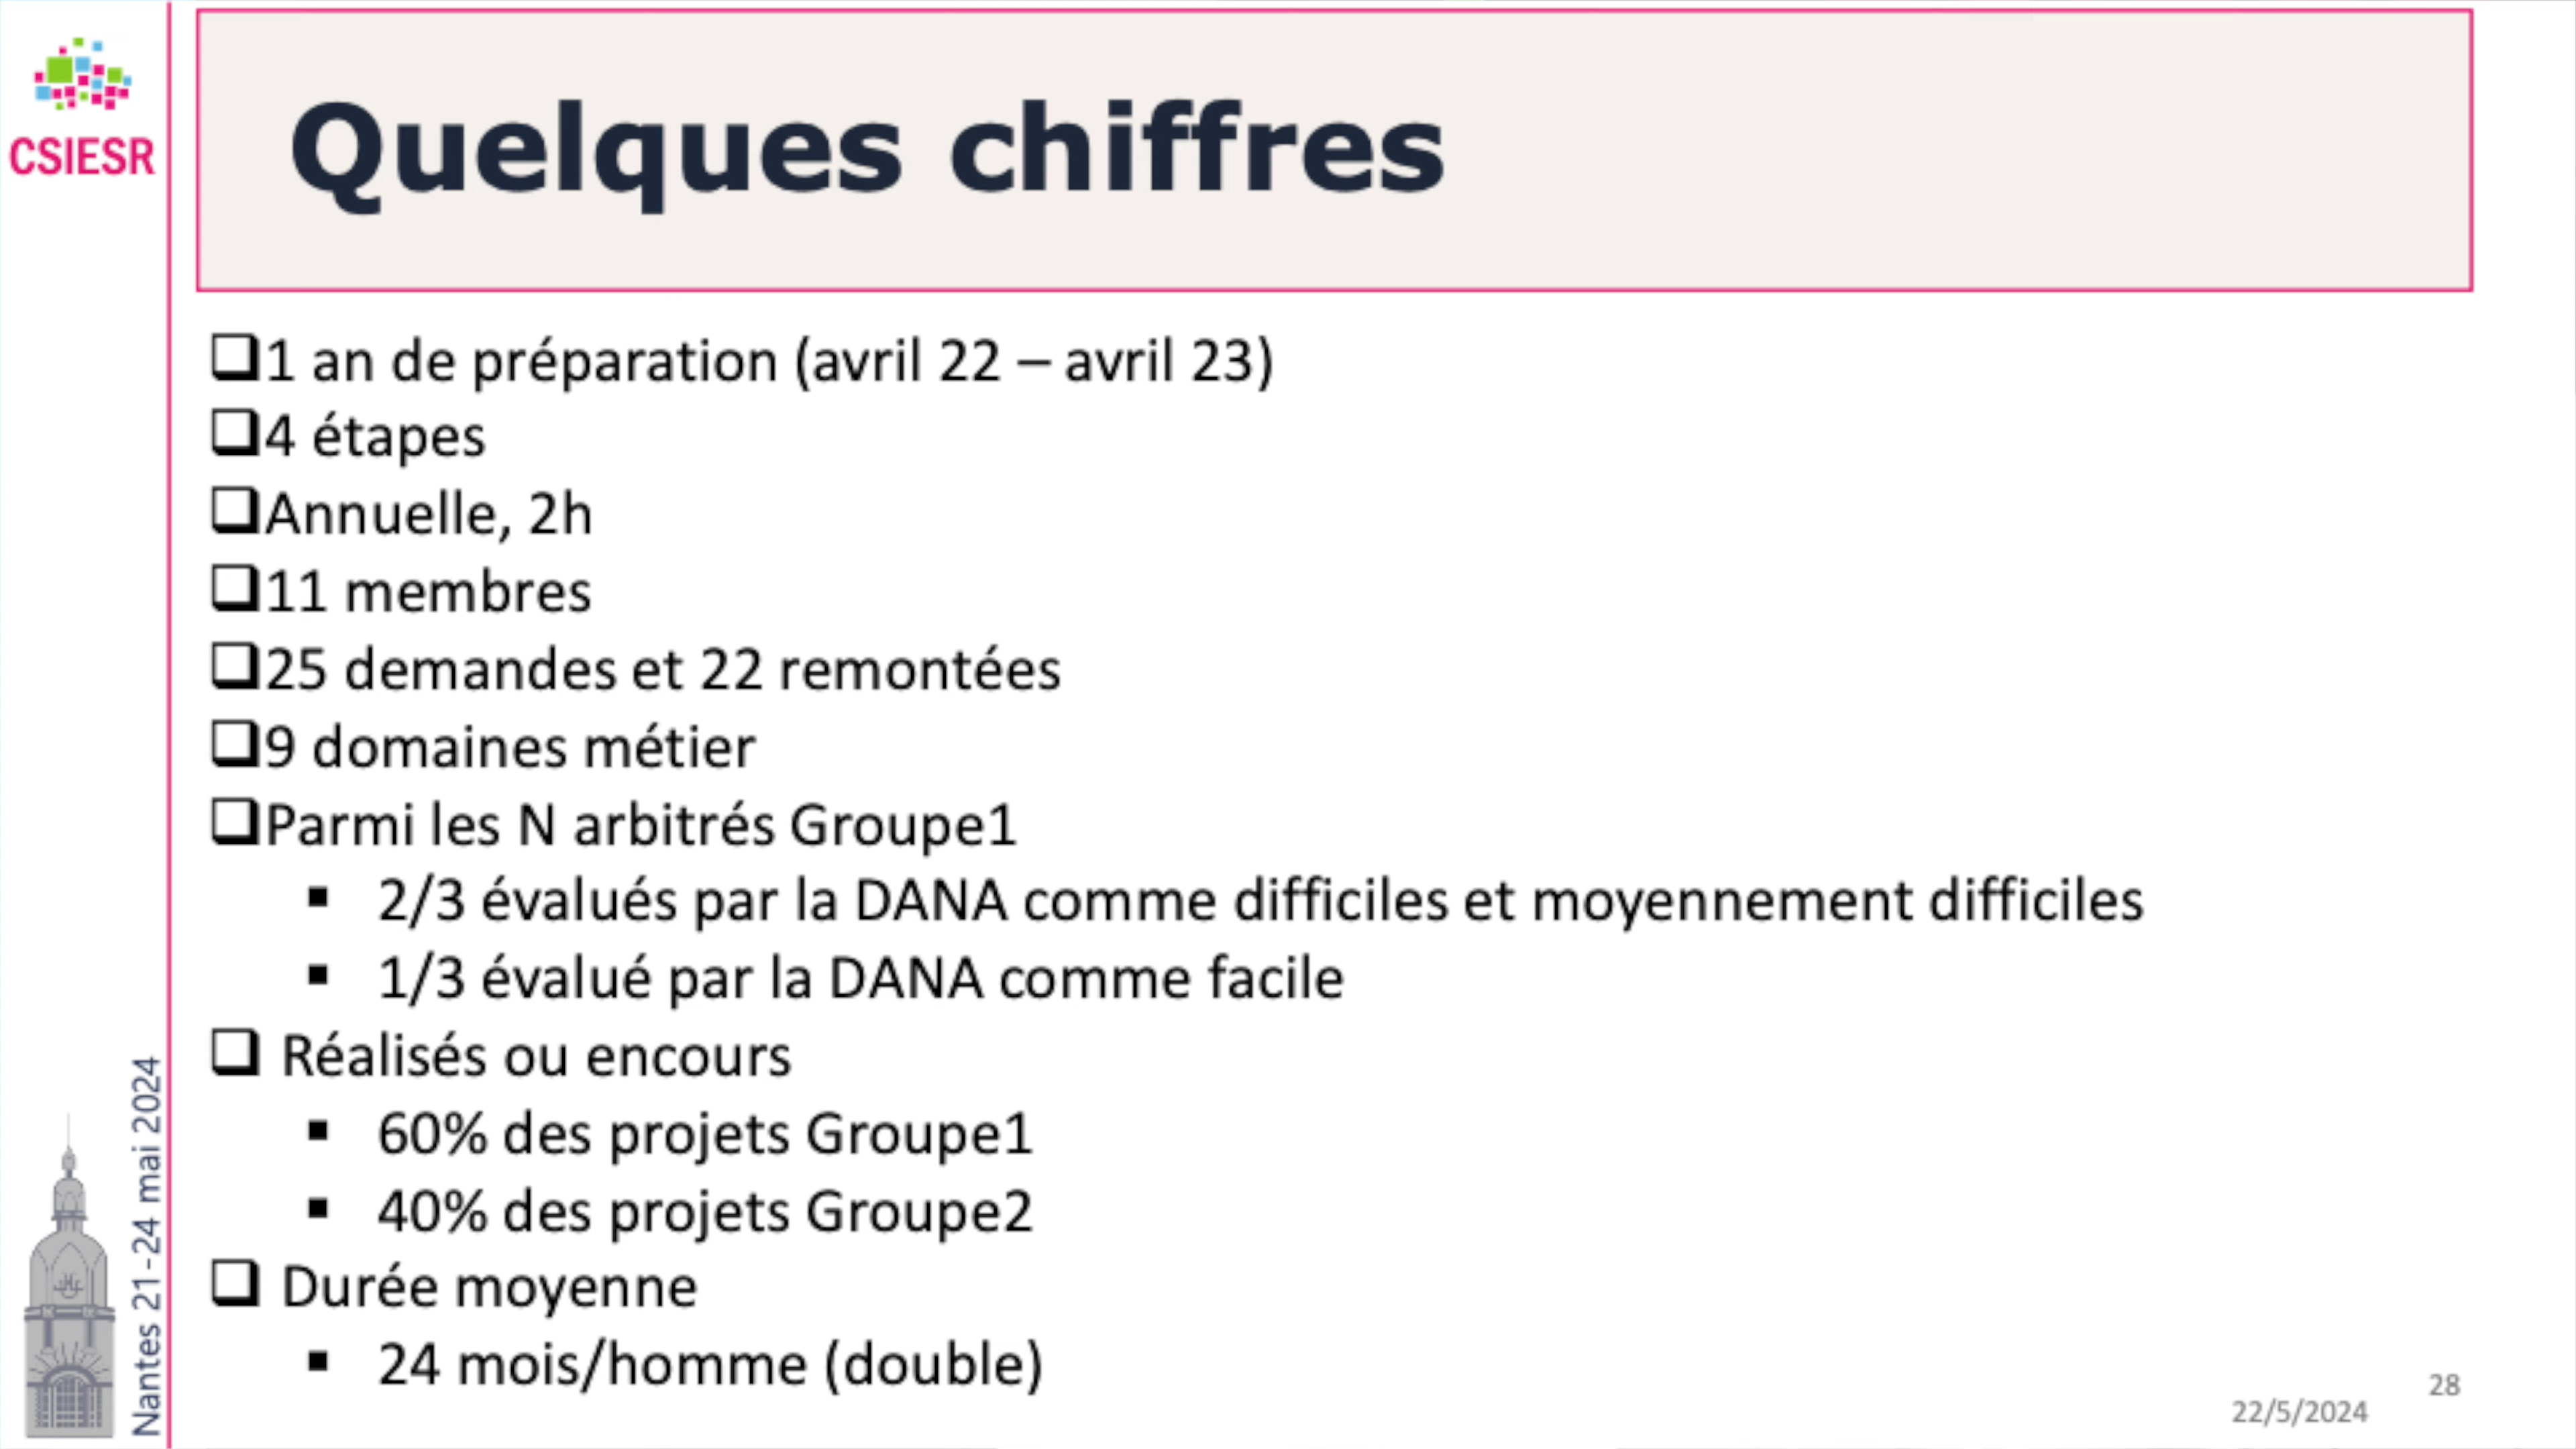 CSIESR
Quelques chiffres
1 an de préparation (avril 22 – avril 23)
4 étapes
Annuelle, 2h
11 membres
25 demandes et 22 remontées
9 domaines métier
Parmi les N arbitrés Groupe1
2/3 évalués par la DANA comme difficiles et moyennement difficiles
1/3 évalué par la DANA comme facile
Réalisés ou encours
60% des projets Groupe1
40% des projets Groupe2
Durée moyenne
24 mois/homme (double)
Nantes 21-24 mai 2024
28
22/5/2024